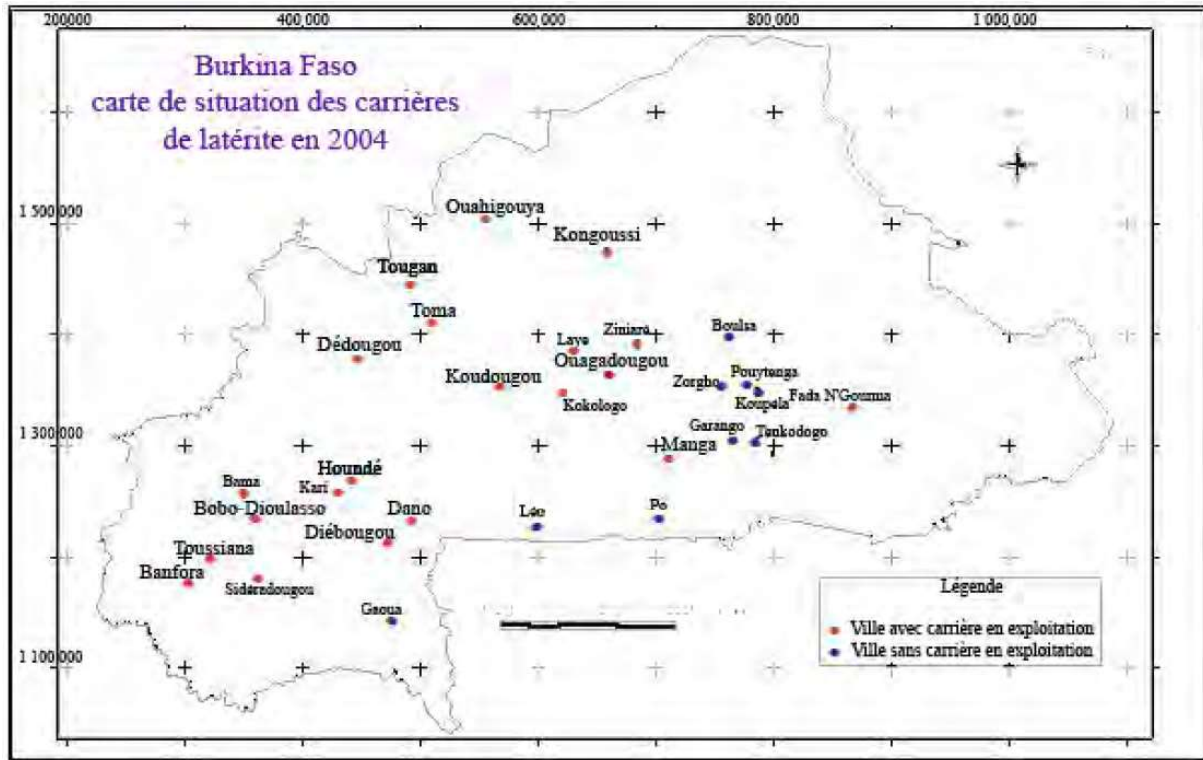 200,000 400,000 600,000 800,000 1 000,000
Burkina Faso
carte de situation des carrières
de latérite en 2004
1 500,000
Ouahigouya
Kongoussi
Tougan
Toma
Dédougou
Laye
Ziniaré
Boulsa
Ouagadougou
Koudougou
Kokologo
Zorgho
Pouytenga
Koupéla
Fada N'Gourma
1 300,000
Garango
Tenkodogo
Manga
Houndé
Bama
Kari
Bobo-Dioulasso
Dano
Diébougou
Léo
Po
Toussiana
Banfora
Sidéradougou
Gaoua
1 100,000
Légende
Ville avec carrière en exploitation
Ville sans carrière en exploitation